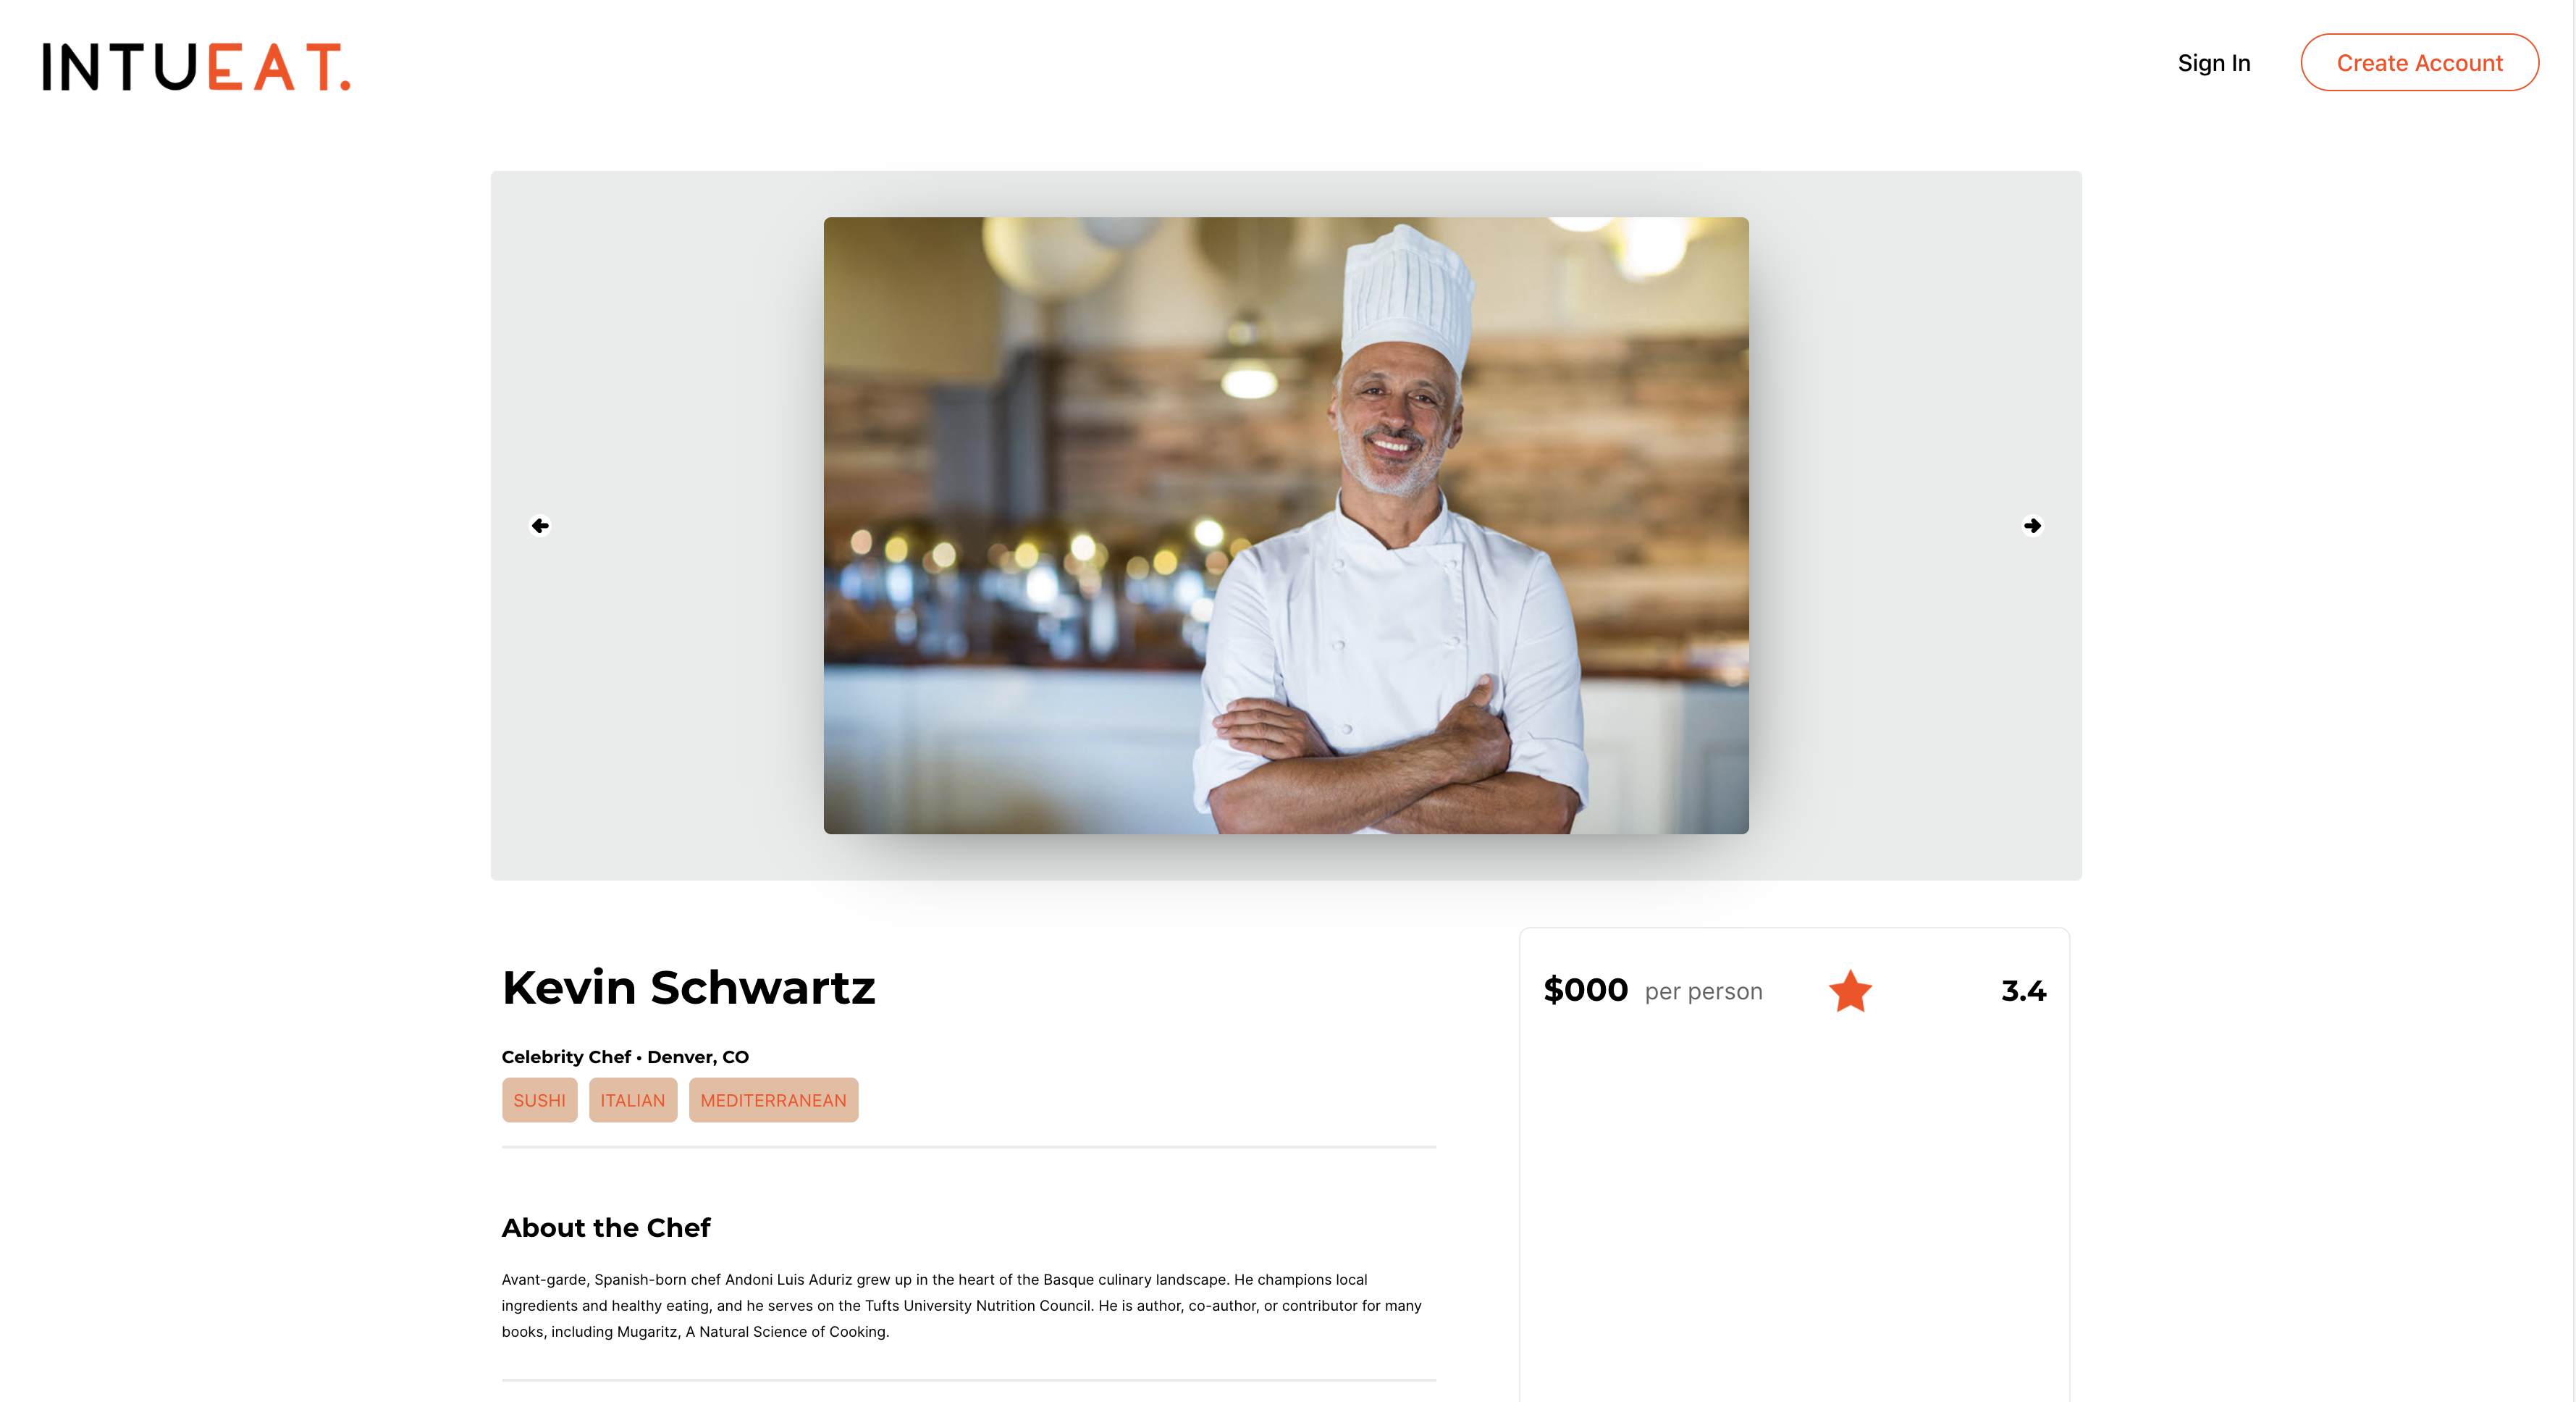 INTUEAT.
Sign In
Create Account
Kevin Schwartz
$000 per person
3.4
Celebrity Chef • Denver, CO
SUSHI
ITALIAN
MEDITERRANEAN
About the Chef
Avant-garde, Spanish-born chef Andoni Luis Aduriz grew up in the heart of the Basque culinary landscape. He champions local
ingredients and healthy eating, and he serves on the Tufts University Nutrition Council. He is author, co-author, or contributor for many
books, including Mugaritz, A Natural Science of Cooking.